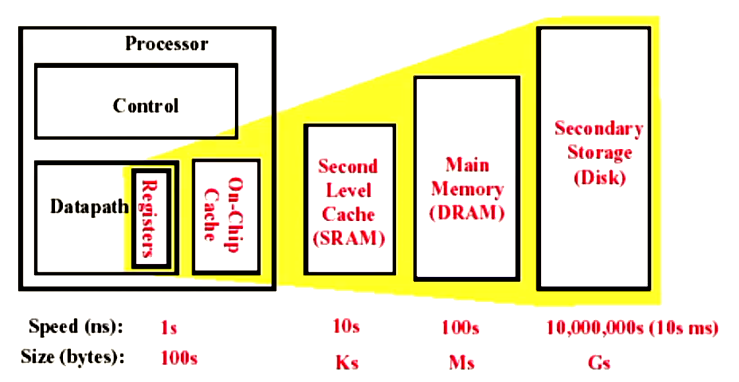 Processor
Control
Datapath
Registers
On-Chip
Cache
Second
Level
Cache
(SRAM)
Main
Memory
(DRAM)
Secondary
Storage
(Disk)
Speed (ns): 1s 10s 100s 10,000,000s (10s ms)
Size (bytes): 100s Ks Ms Gs